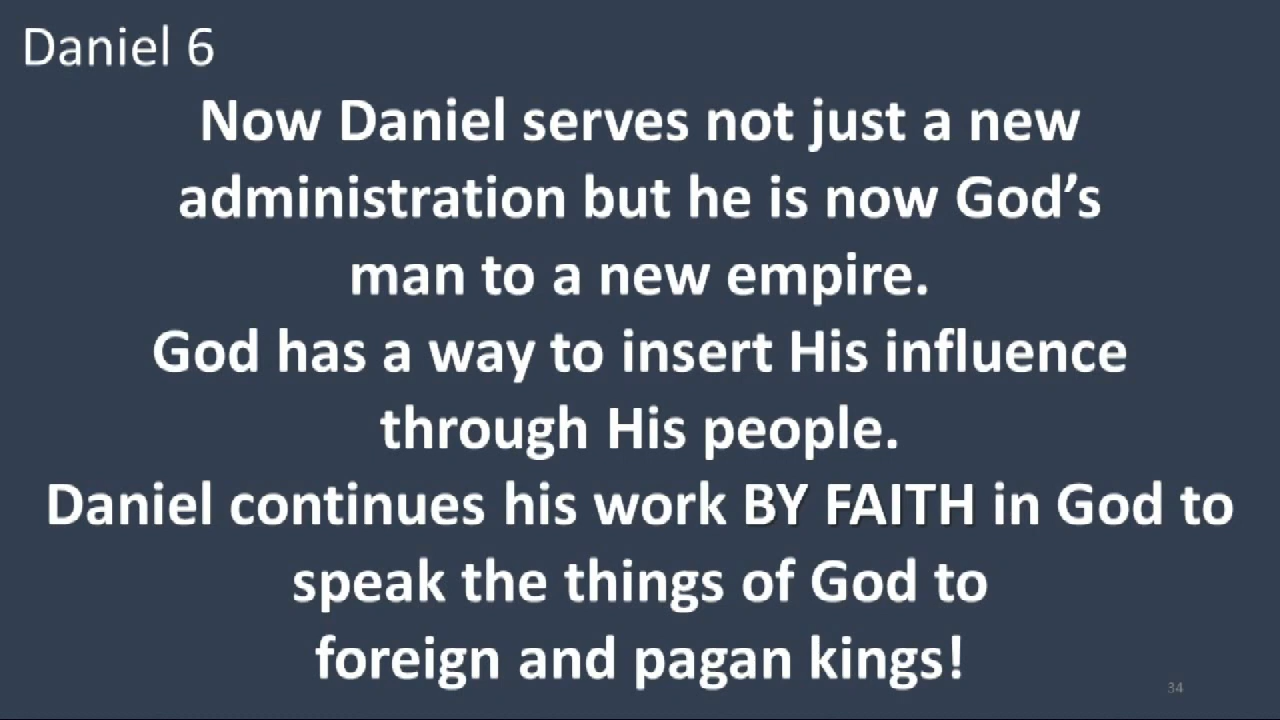 Daniel 6
Now Daniel serves not just a new
administration but he is now God’s
man to a new empire.
God has a way to insert His influence
through His people.
Daniel continues his work BY FAITH in God to
speak the things of God to
foreign and pagan kings!
34